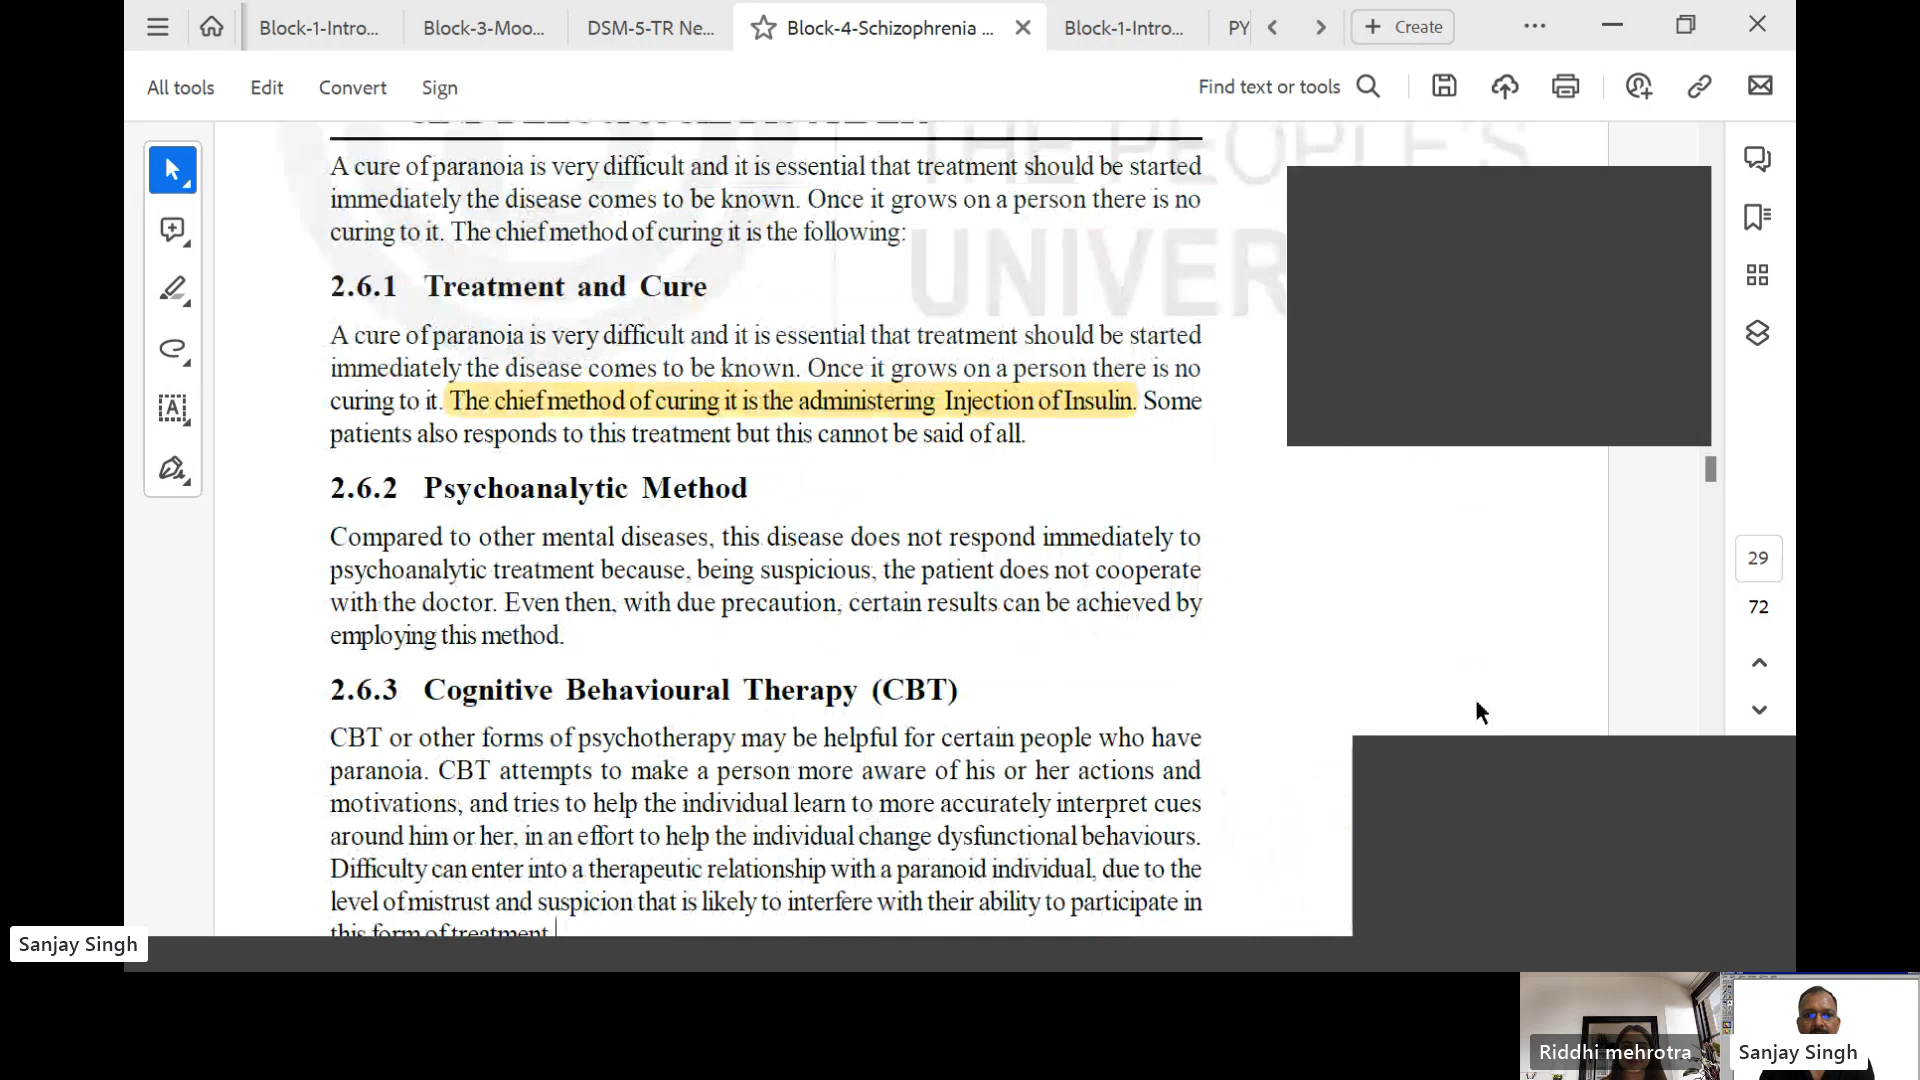 Block-1-Intro...
Block-3-Moo...
DSM-5-TR Ne...
Block-4-Schizophrenia ...
Block-1-Intro...
PY
Create
All tools
Edit
Convert
Sign
Find text or tools
THE PEOPLE'S
UNIVER
A cure of paranoia is very difficult and it is essential that treatment should be started
immediately the disease comes to be known. Once it grows on a person there is no
curing to it. The chief method of curing it is the following:
2.6.1 Treatment and Cure
A cure of paranoia is very difficult and it is essential that treatment should be started
immediately the disease comes to be known. Once it grows on a person there is no
curing to it. The chief method of curing it is the administering Injection of Insulin. Some
patients also responds to this treatment but this cannot be said of all.
2.6.2 Psychoanalytic Method
Compared to other mental diseases, this disease does not respond immediately to
psychoanalytic treatment because, being suspicious, the patient does not cooperate
with the doctor. Even then, with due precaution, certain results can be achieved by
employing this method.
2.6.3 Cognitive Behavioural Therapy (CBT)
CBT or other forms of psychotherapy may be helpful for certain people who have
paranoia. CBT attempts to make a person more aware of his or her actions and
motivations, and tries to help the individual learn to more accurately interpret cues
around him or her, in an effort to help the individual change dysfunctional behaviours.
Difficulty can enter into a therapeutic relationship with a paranoid individual, due to the
level of mistrust and suspicion that is likely to interfere with their ability to participate in
this form of treatment.
29
72
Sanjay Singh
Riddhi mehrotra
Sanjay Singh